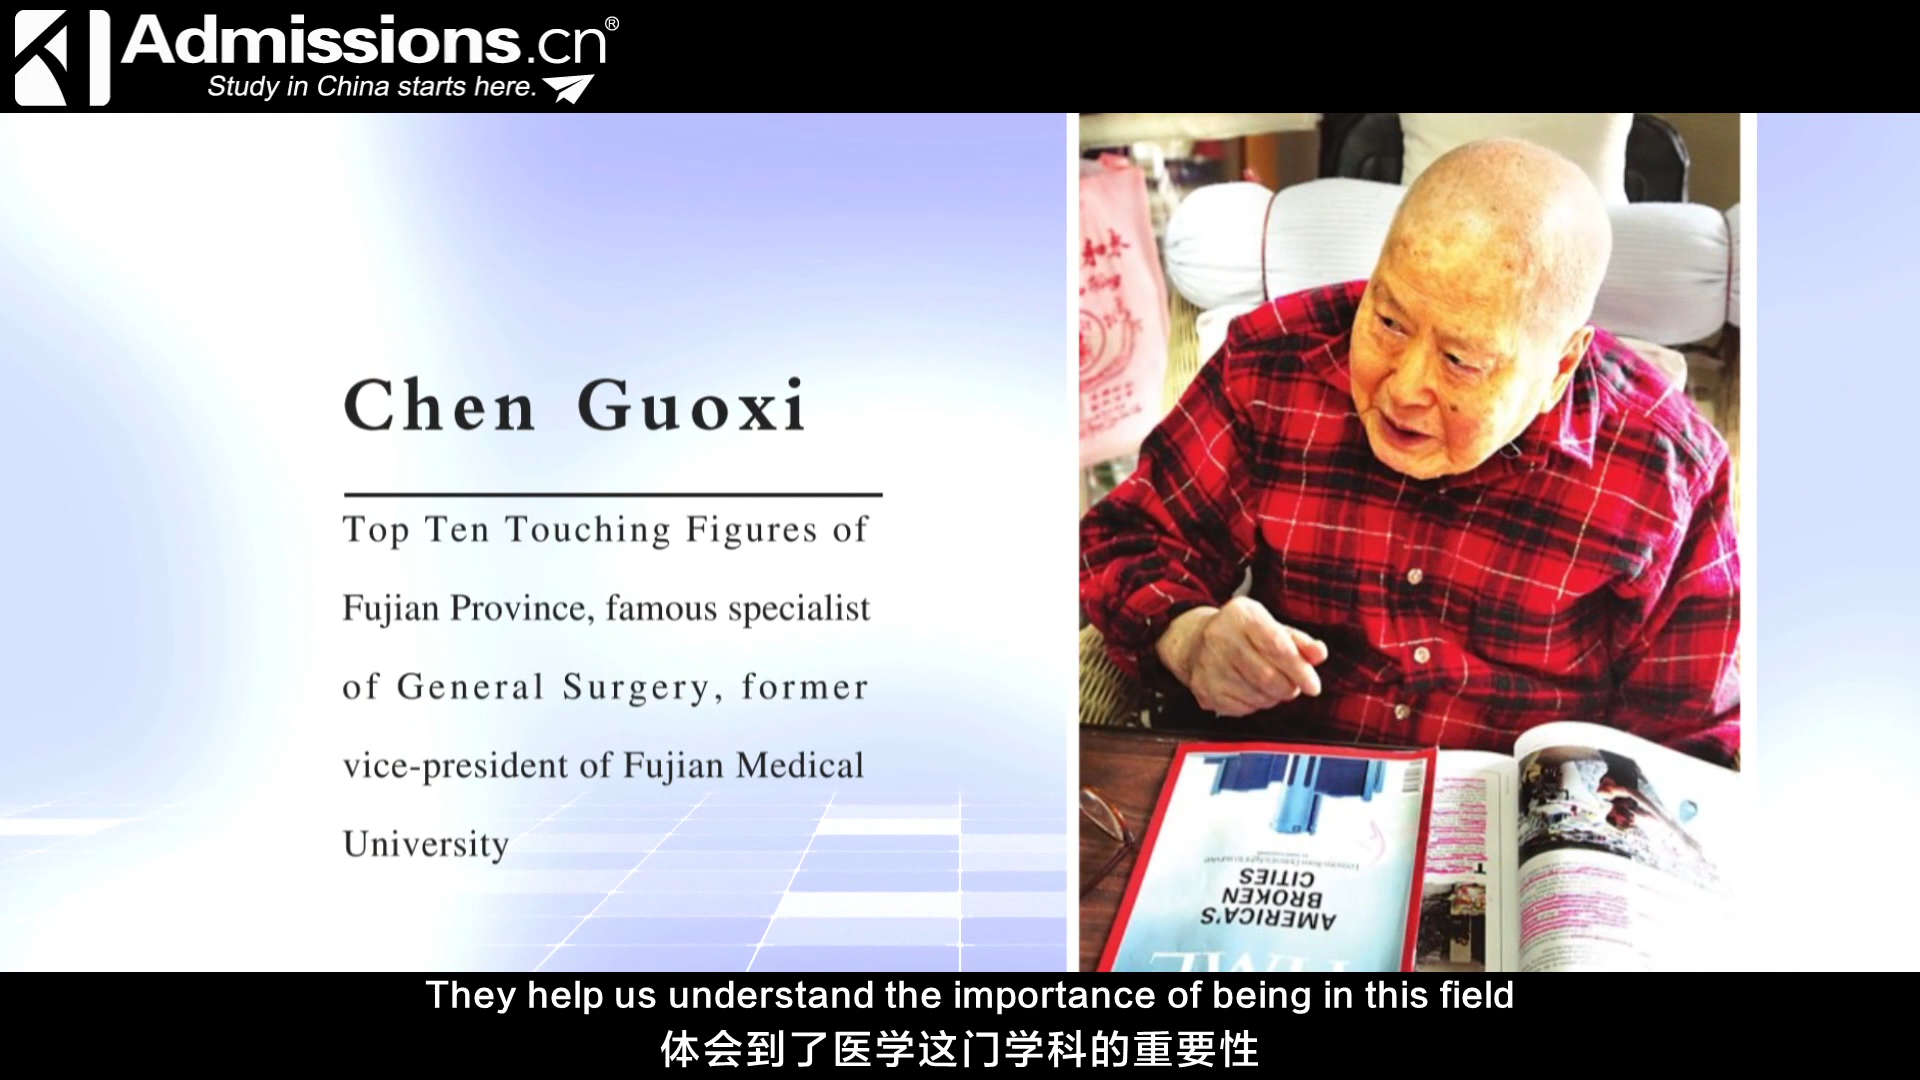 Admissions.cn®
Study in China starts here.
Chen Guoxi
Top Ten Touching Figures of
Fujian Province, famous specialist
of General Surgery, former
vice-president of Fujian Medical
University
AMERICA'S
BROKEN
CITIES
They help us understand the importance of being in this field
体会到了医学这门学科的重要性